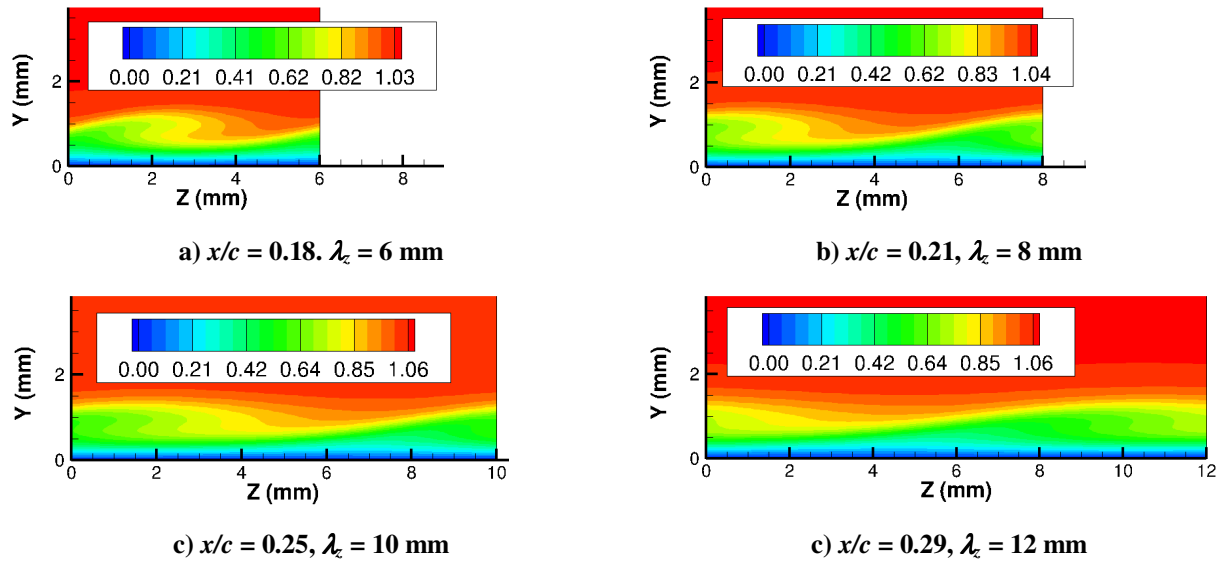 0.00 0.21 0.41 0.62 0.82 1.03
Y (mm)
2
0
0 2 4 6 8
Z (mm)
a) x/c = 0.18. λz = 6 mm
0.00 0.21 0.42 0.62 0.83 1.04
Y (mm)
2
0
0 2 4 6 8
Z (mm)
b) x/c = 0.21, λz = 8 mm
0.00 0.21 0.42 0.64 0.85 1.06
Y (mm)
2
0
0 2 4 6 8 10
Z (mm)
c) x/c = 0.25, λz = 10 mm
0.00 0.21 0.42 0.64 0.85 1.06
Y (mm)
2
0
0 2 4 6 8 10 12
Z (mm)
c) x/c = 0.29, λz = 12 mm